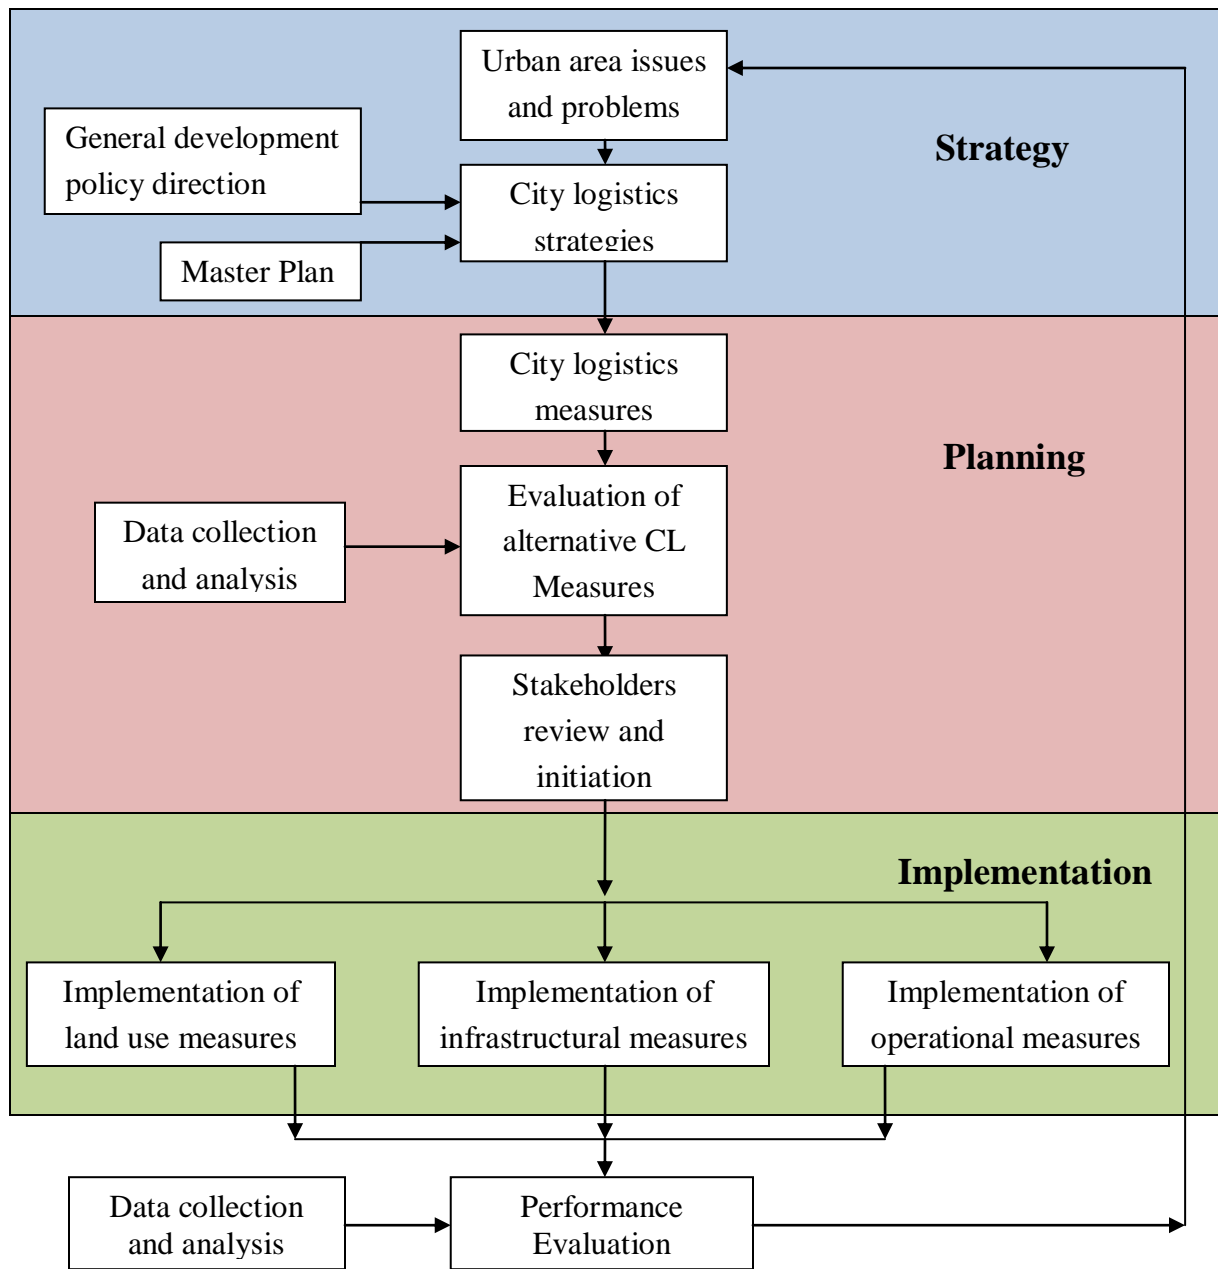 Urban area issues
and problems
Strategy
General development
policy direction
City logistics
strategies
Master Plan
City logistics
measures
Planning
Evaluation of
alternative CL
Measures
Data collection
and analysis
Stakeholders
review and
initiation
Implementation
Implementation of
land use measures
Implementation of
infrastructural measures
Implementation of
operational measures
Data collection
and analysis
Performance
Evaluation